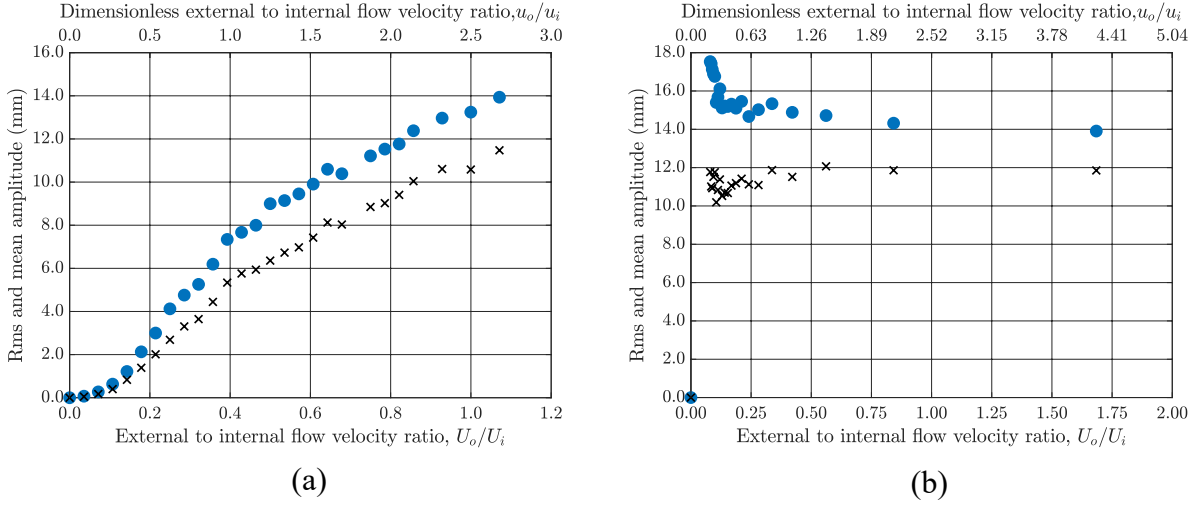 Dimensionless external to internal flow velocity ratio,u_o/u_i
0.0 0.5 1.0 1.5 2.0 2.5 3.0
16.0
14.0
12.0
10.0
8.0
6.0
4.0
2.0
0.0
Rms and mean amplitude (mm)
0.0 0.2 0.4 0.6 0.8 1.0 1.2
External to internal flow velocity ratio, U_o/U_i
(a)
Dimensionless external to internal flow velocity ratio,u_o/u_i
0.00 0.63 1.26 1.89 2.52 3.15 3.78 4.41 5.04
18.0
16.0
14.0
12.0
10.0
8.0
6.0
4.0
2.0
0.0
Rms and mean amplitude (mm)
0.00 0.25 0.50 0.75 1.00 1.25 1.50 1.75 2.00
External to internal flow velocity ratio, U_o/U_i
(b)